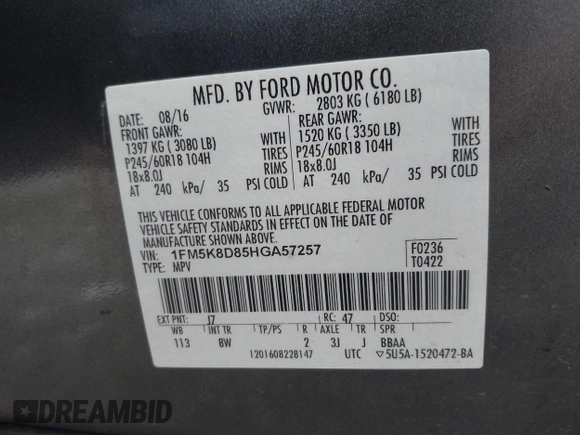 MFD. BY FORD MOTOR CO.
DATE: 08/16 GVWR: 2803 KG ( 6180 LB)
FRONT GAWR: REAR GAWR:
1397 KG ( 3080 LB) WITH 1520 KG ( 3350 LB) WITH
P245/60R18 104H TIRES P245/60R18 104H TIRES
18x8.0J RIMS 18x8.0J RIMS
AT 240 kPa/ 35 PSI COLD AT 240 kPa/ 35 PSI COLD
THIS VEHICLE CONFORMS TO ALL APPLICABLE FEDERAL MOTOR
VEHICLE SAFETY STANDARDS IN EFFECT ON THE DATE OF
MANUFACTURE SHOWN ABOVE.
VIN: 1FM5K8D85HGA57257 F0236
TYPE: MPV T0422
EXT PNT: J7 RC: 47 DSO:
WB INT TR TP/PS R AXLE TR SPR
113 8W 2 3J J BBAA
1201608228147 UTC ▽5U5A-1520472-BA
DREAMBID